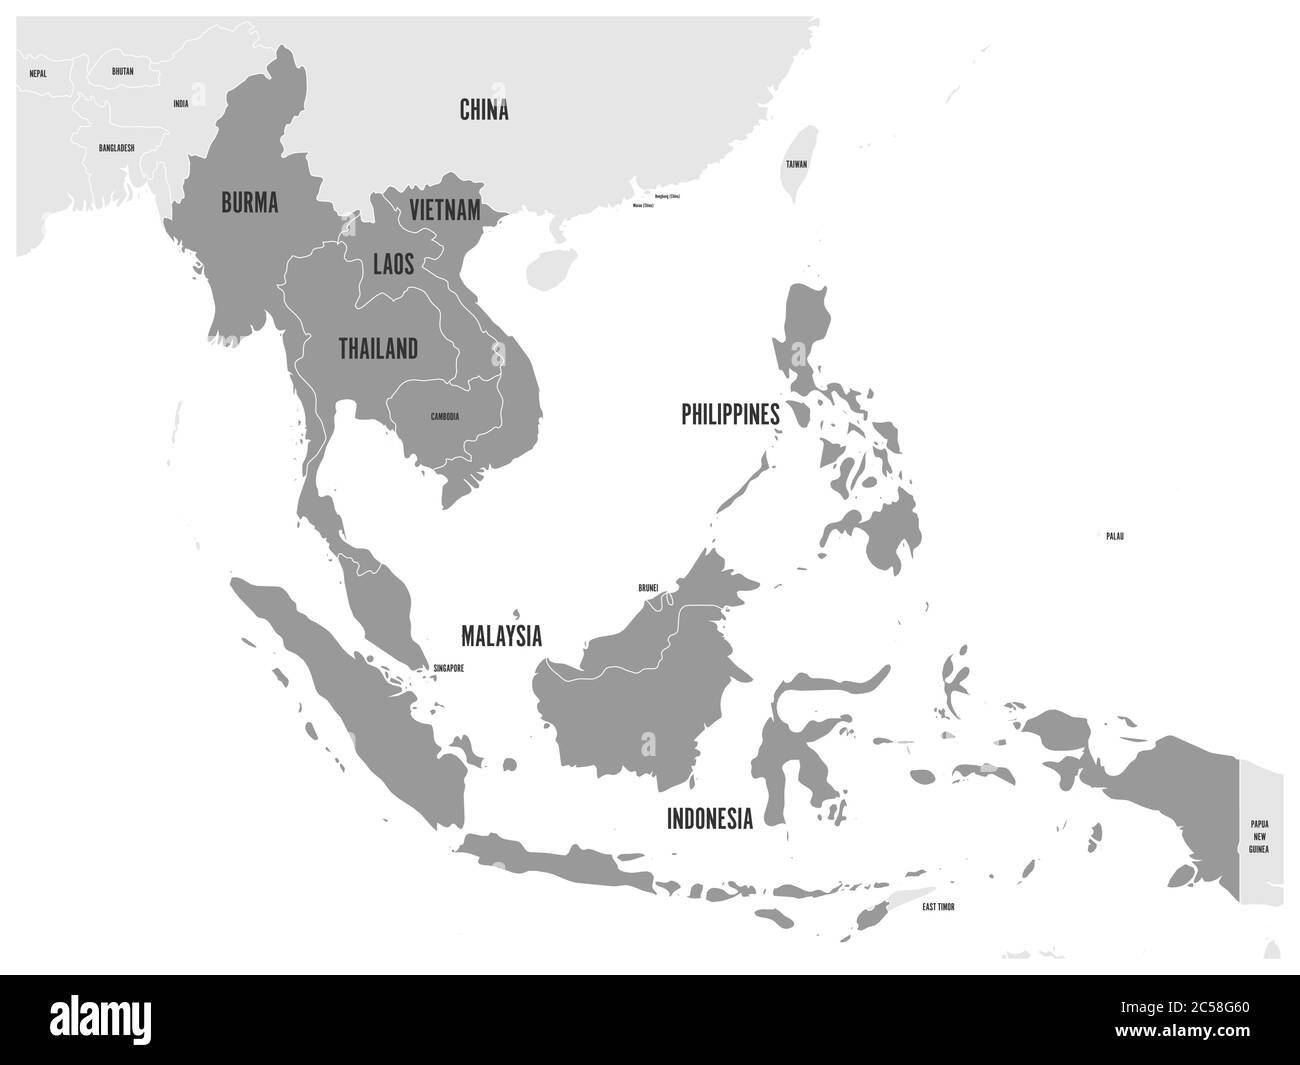 NEPAL
BHUTAN
INDIA
BANGLADESH
CHINA
TAIWAN
Hongkong (China)
Macao (China)
BURMA
VIETNAM
LAOS
THAILAND
CAMBODIA
PHILIPPINES
PALAU
BRUNEI
MALAYSIA
SINGAPORE
INDONESIA
PAPUA
NEW
GUINEA
EAST TIMOR
a
a
a
a
a
a
alamy
Image ID: 2C58G60
www.alamy.com